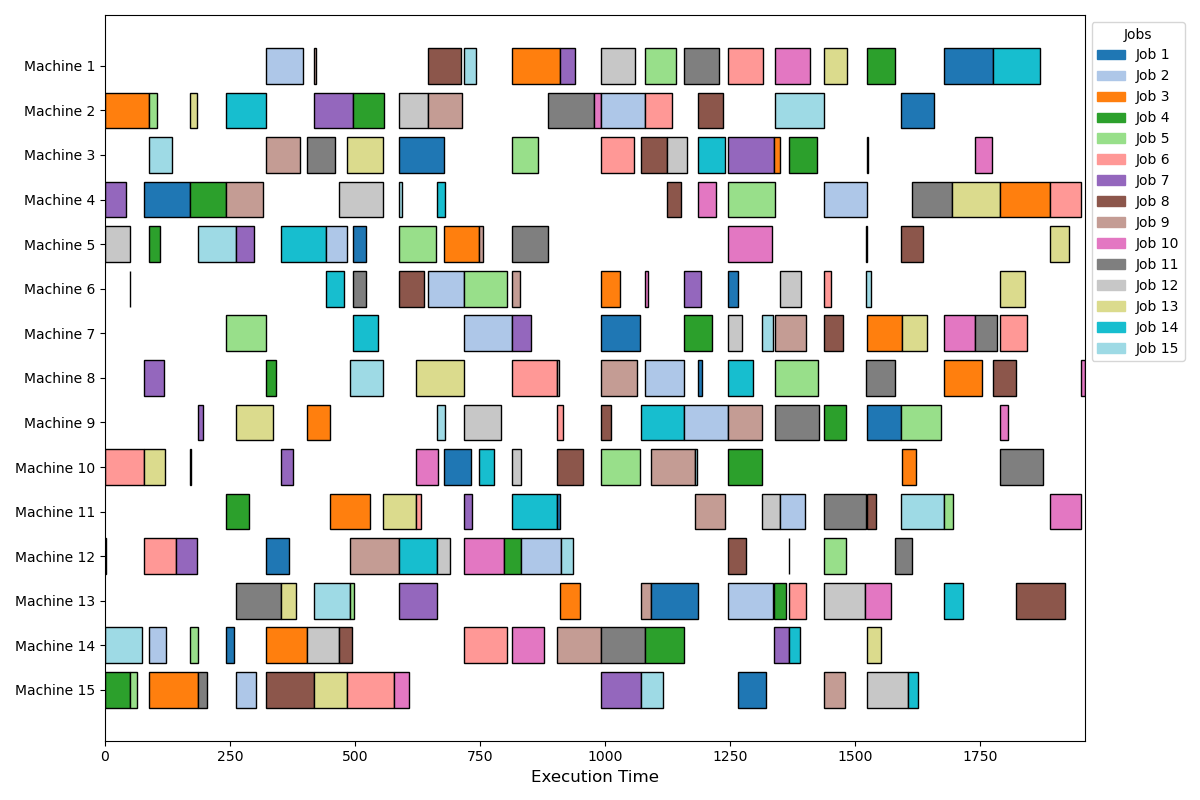 Machine 1
Machine 2
Machine 3
Machine 4
Machine 5
Machine 6
Machine 7
Machine 8
Machine 9
Machine 10
Machine 11
Machine 12
Machine 13
Machine 14
Machine 15
0 250 500 750 1000 1250 1500 1750
Execution Time
Jobs
Job 1
Job 2
Job 3
Job 4
Job 5
Job 6
Job 7
Job 8
Job 9
Job 10
Job 11
Job 12
Job 13
Job 14
Job 15